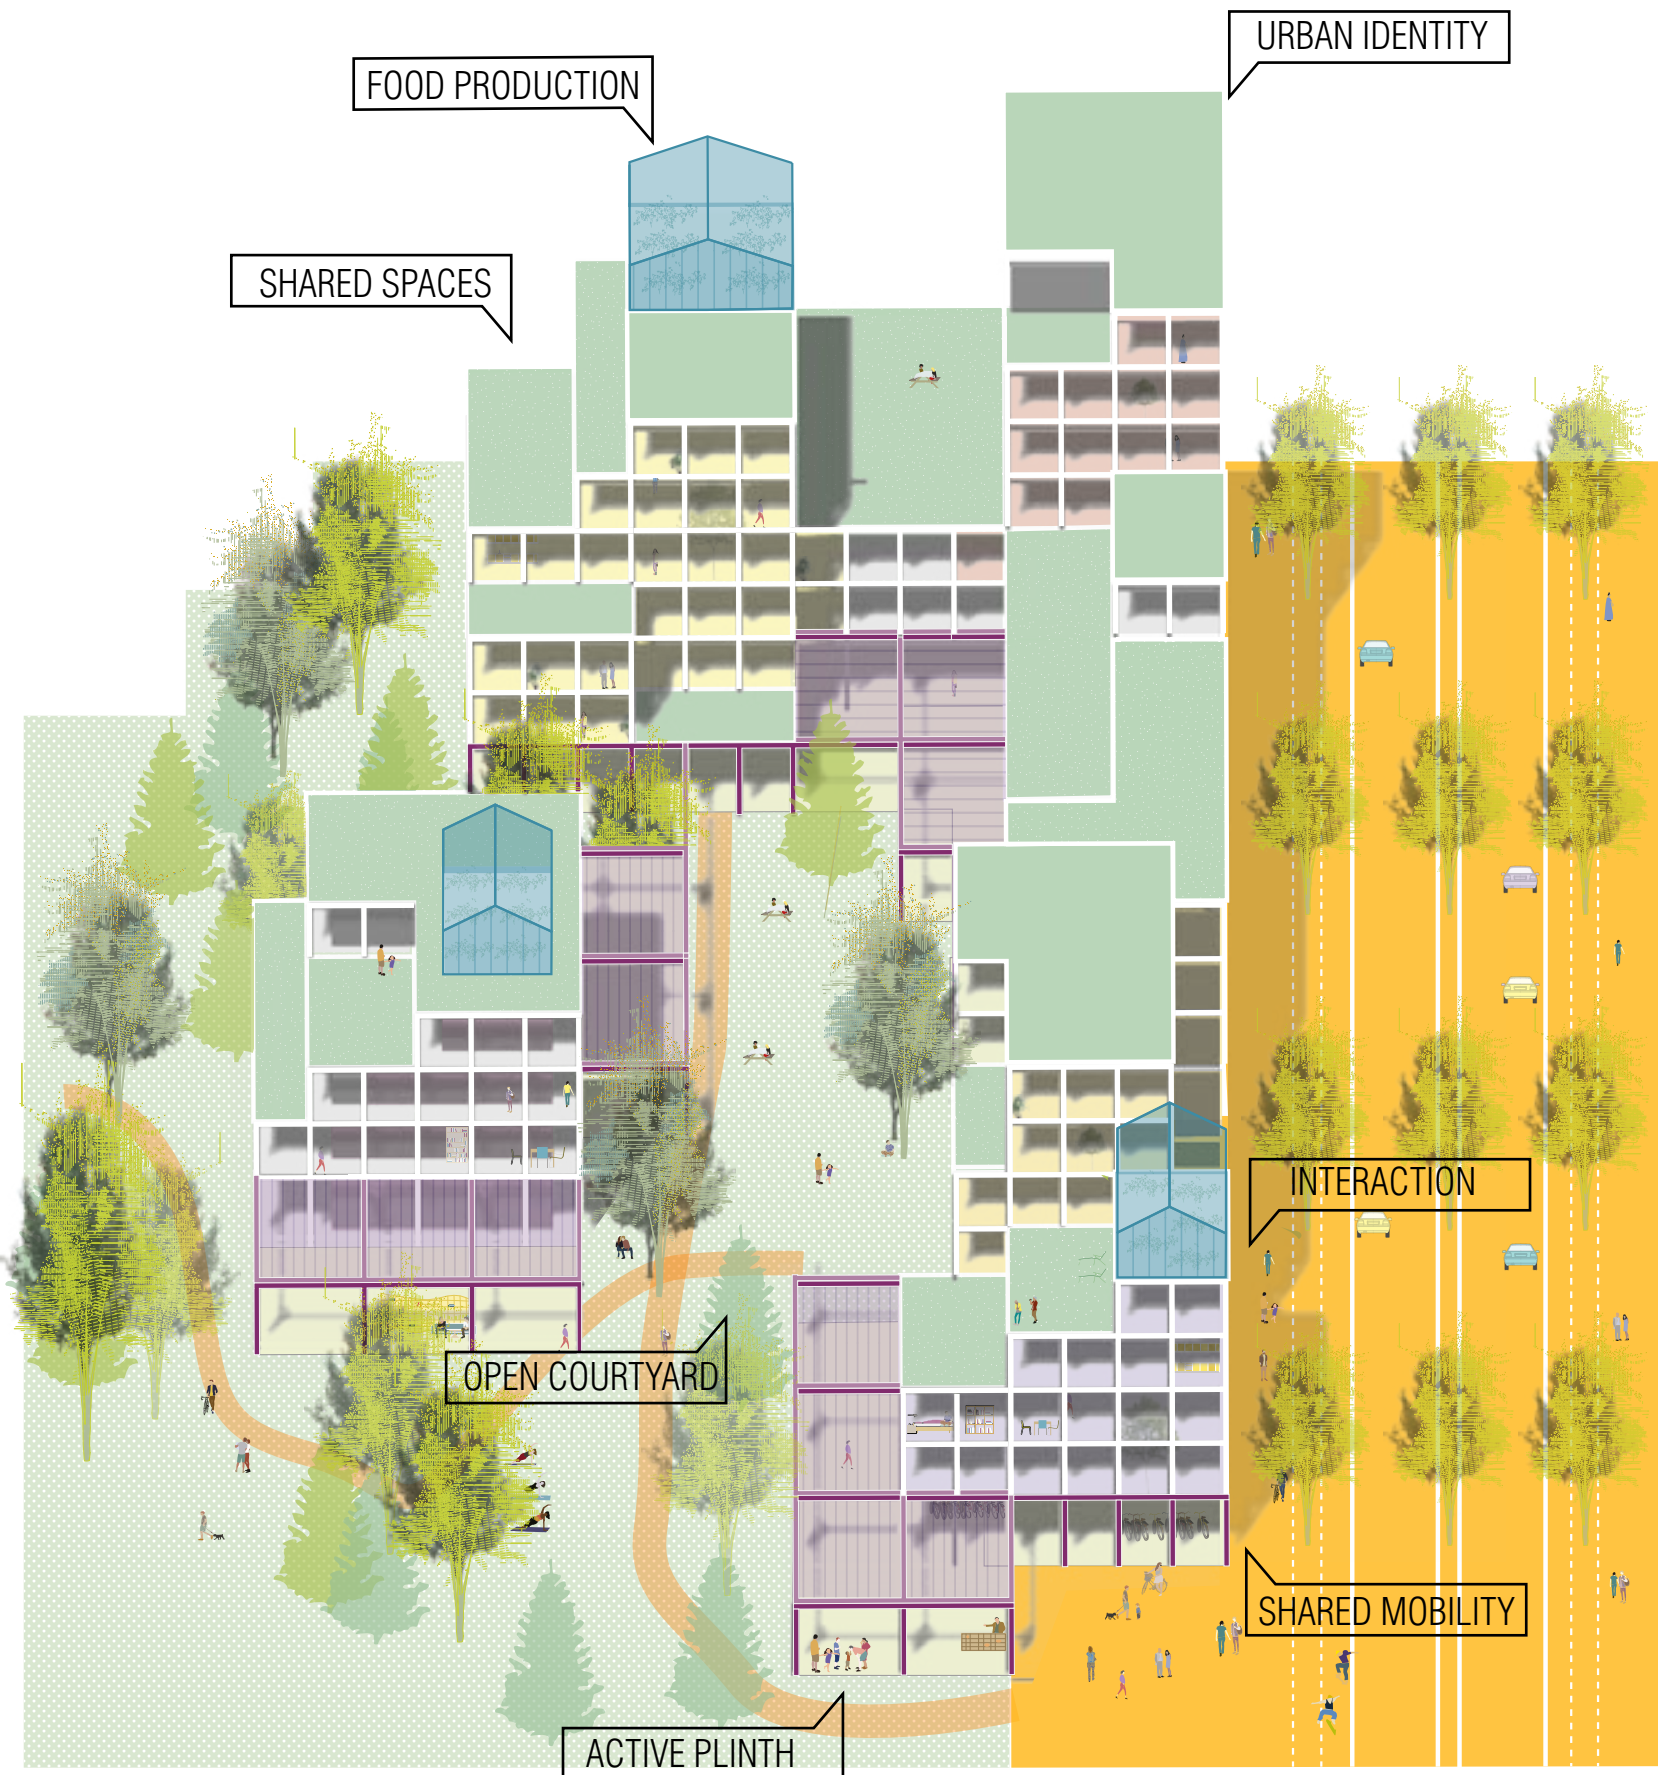 URBAN IDENTITY
FOOD PRODUCTION
SHARED SPACES
INTERACTION
OPEN COURTYARD
SHARED MOBILITY
ACTIVE PLINTH